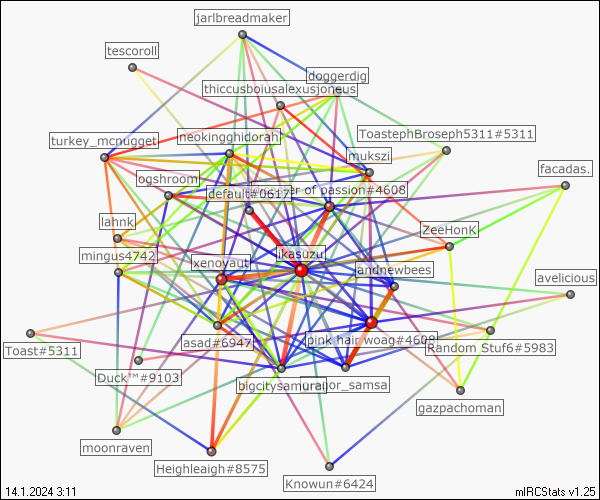 jarlbreadmaker
tescoroll
doggerdig
thiccusboiusalexusjoneus
ToastephBroseph5311#5311
turkey_mcnugget
neokingghidorah
mukszi
facadas.
ogshroom
default#0617
of passion#4608
lahnk
ZeeHonK
mingus4742
ikasuzu
xenoyaut
andnewbees
avelicious
asad#6947
pink hair woag#4608
Random Stuf6#5983
Toast#5311
Duck™#9103
bigcitysamurai
or_samsa
gazpachoman
moonraven
Heighleaigh#8575
Knowun#6424
14.1.2024 3:11
mIRCStats v1.25